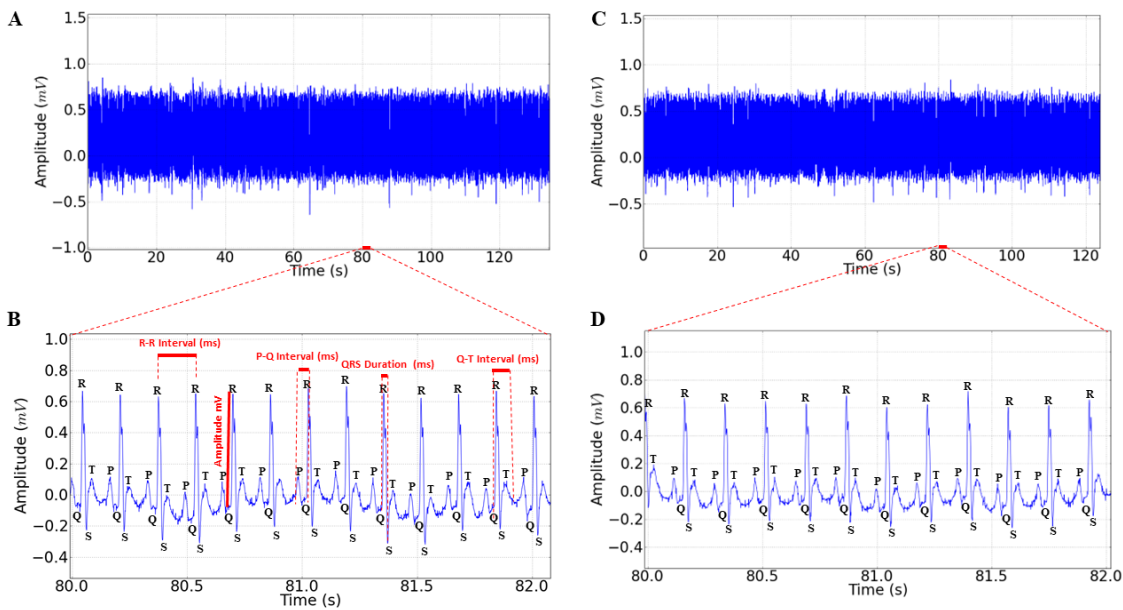 A
1.5
1.0
0.5
0.0
−0.5
−1.0
Amplitude (mV)
0 20 40 60 80 100 120
Time (s)
C
1.5
1.0
0.5
0.0
−0.5
Amplitude (mV)
0 20 40 60 80 100 120
Time (s)
B
1.0
0.8
0.6
0.4
0.2
0.0
−0.2
−0.4
Amplitude (mV)
R-R Interval (ms)
P-Q Interval (ms)
QRS Duration (ms)
Q-T Interval (ms)
Amplitude mV
R R R R R R R R R R R R R
T P T P T P T P P T P T P T P T P T P T P
Q Q Q Q Q Q Q Q Q Q Q Q Q
S S S S S S S S S S S S S
80.0 80.5 81.0 81.5 82.0
Time (s)
D
1.0
0.8
0.6
0.4
0.2
0.0
−0.2
−0.4
Amplitude (mV)
R R R R R R R R R R R R
T P T P T P T P T P T P T P T P T P T P T P
Q Q Q Q Q Q Q Q Q Q Q
S S S S S S S S S S S
80.0 80.5 81.0 81.5 82.0
Time (s)